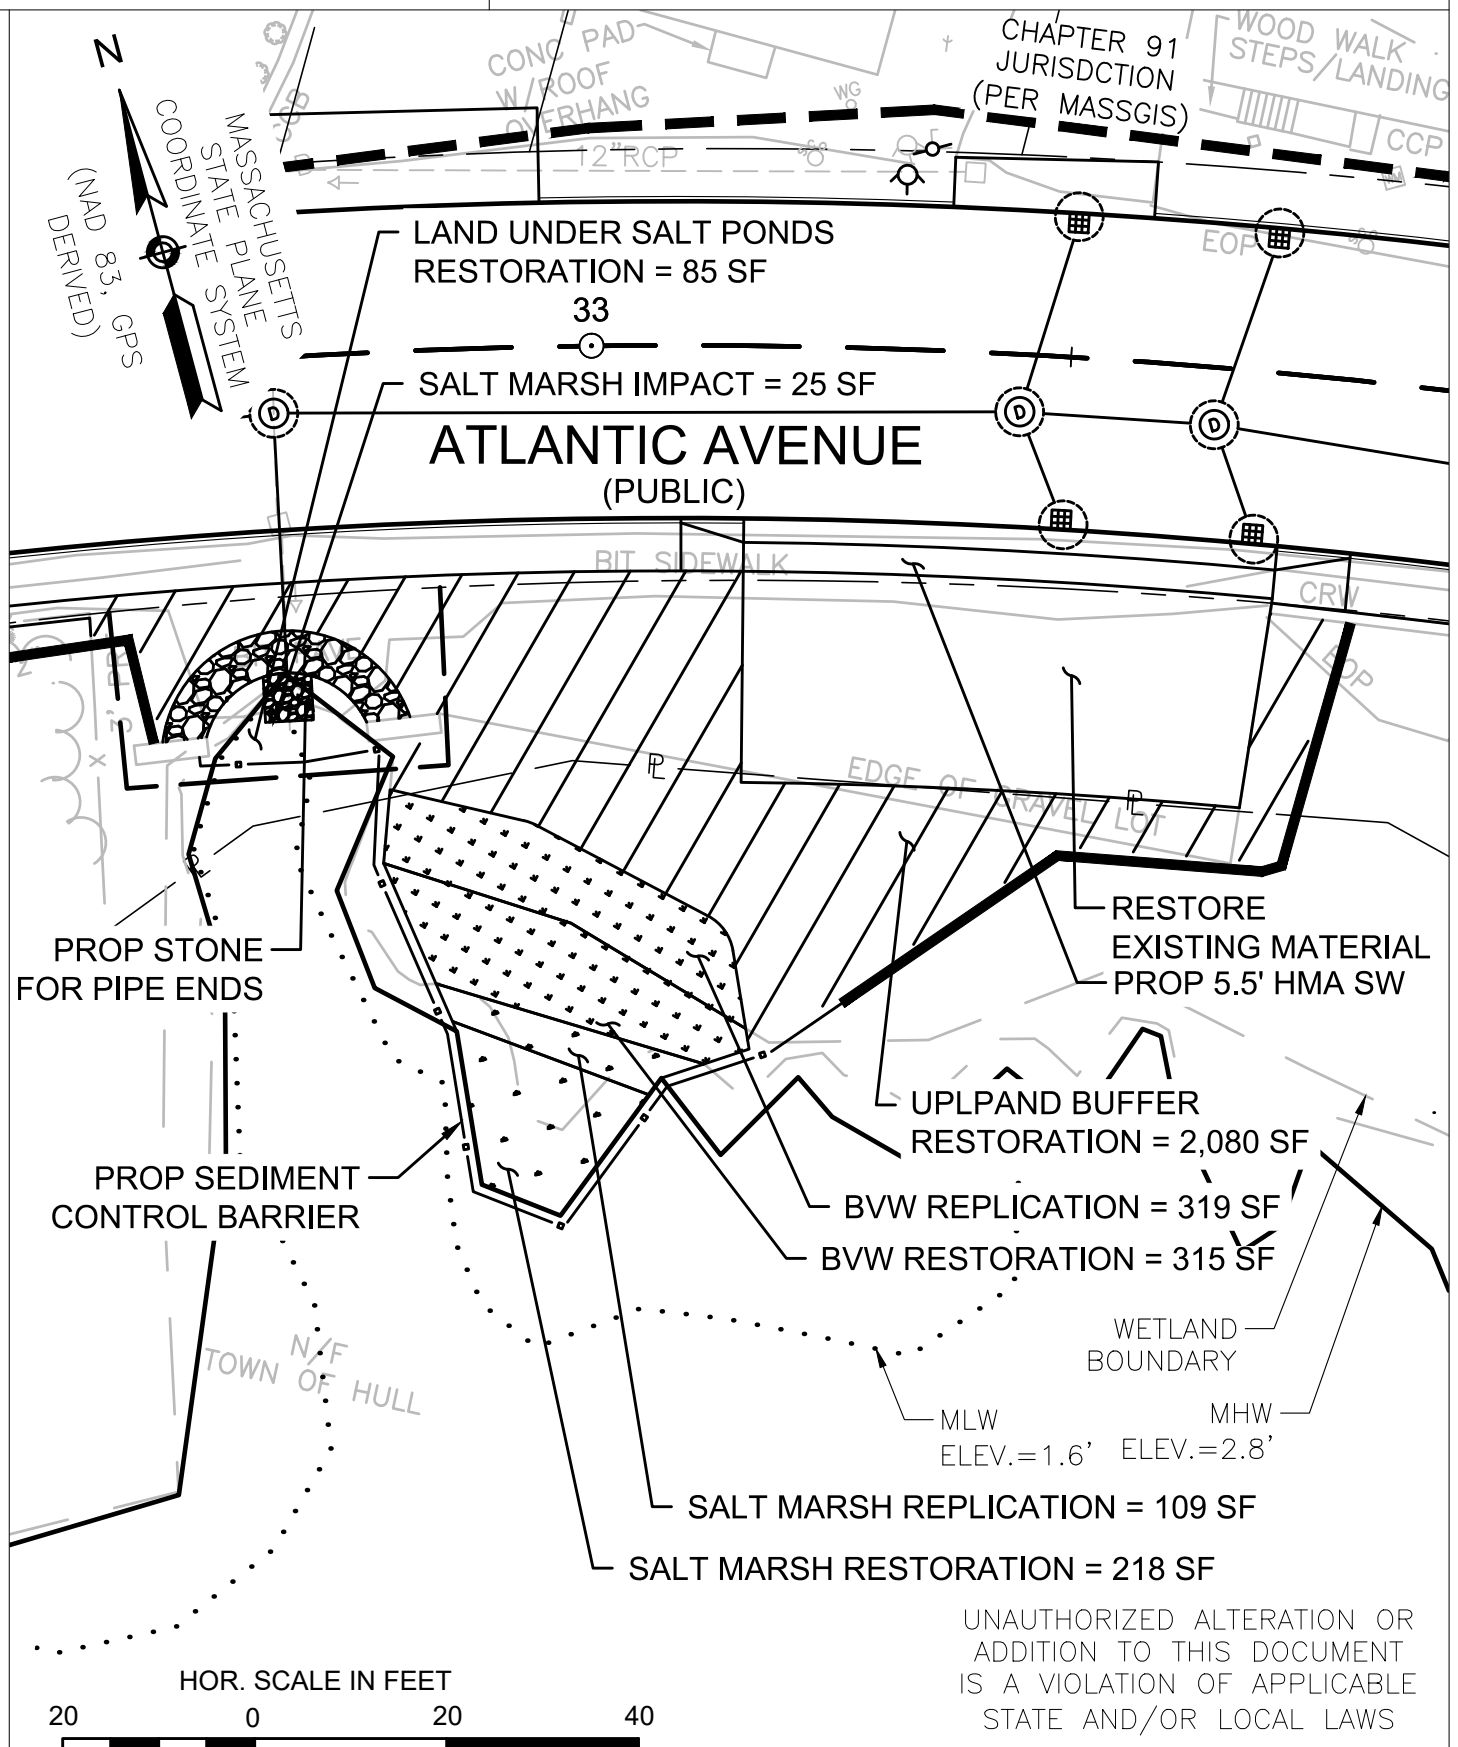 N
MASSACHUSETTS
STATE PLANE
COORDINATE SYSTEM
(NAD 83, GPS
DERIVED)
CONC PAD
W/ROOF
OVERHANG
WG
CHAPTER 91
JURISDCTION
(PER MASSGIS)
WOOD WALK
STEPS/LANDING
CCP
12"RCP
EOP
LAND UNDER SALT PONDS
RESTORATION = 85 SF
33
SALT MARSH IMPACT = 25 SF
D
D
D
ATLANTIC AVENUE
(PUBLIC)
BIT SIDEWALK
CRW
EOP
PL
EDGE OF GRAVEL LOT
PL
RESTORE
EXISTING MATERIAL
PROP 5.5' HMA SW
PROP STONE
FOR PIPE ENDS
UPLPAND BUFFER
RESTORATION = 2,080 SF
PROP SEDIMENT
CONTROL BARRIER
BVW REPLICATION = 319 SF
BVW RESTORATION = 315 SF
WETLAND
BOUNDARY
N/F
TOWN OF HULL
MLW
ELEV.=1.6'
MHW
ELEV.=2.8'
SALT MARSH REPLICATION = 109 SF
SALT MARSH RESTORATION = 218 SF
UNAUTHORIZED ALTERATION OR
ADDITION TO THIS DOCUMENT
IS A VIOLATION OF APPLICABLE
STATE AND/OR LOCAL LAWS
HOR. SCALE IN FEET
20 0 20 40